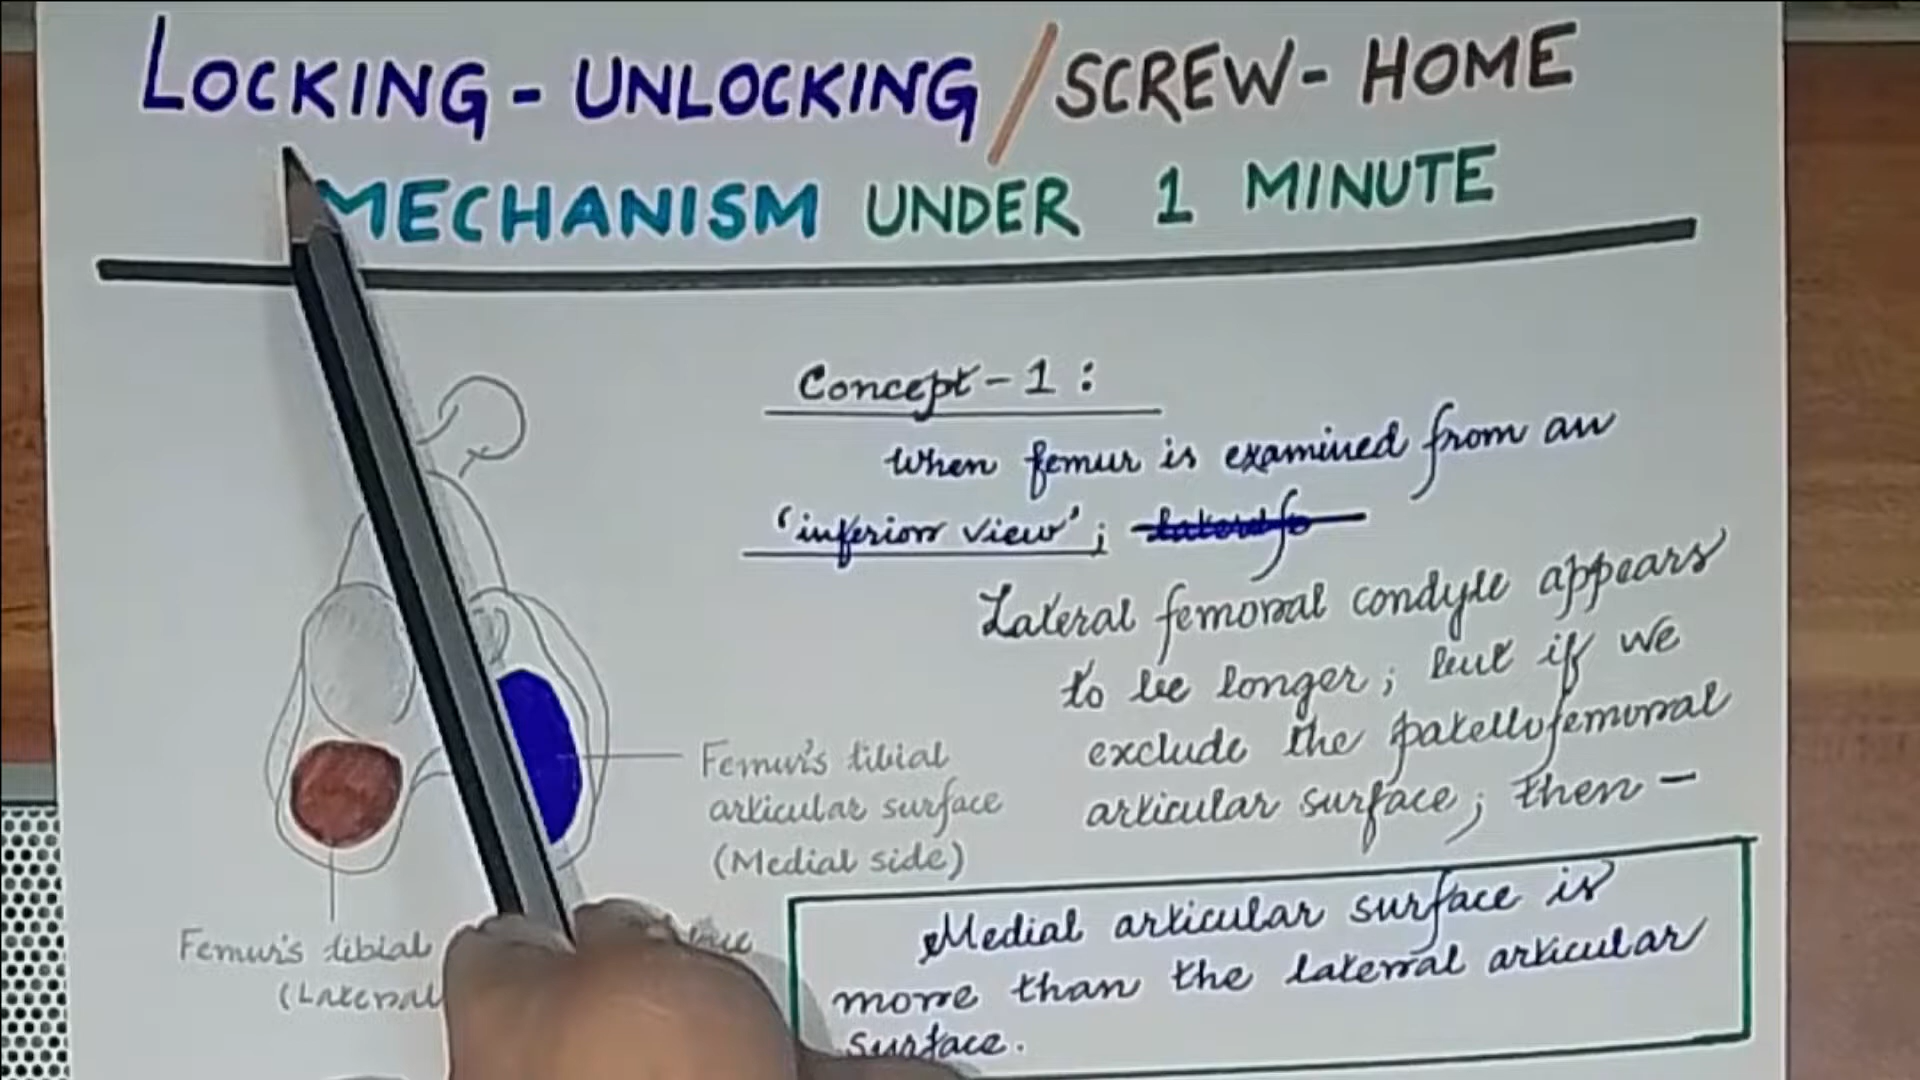 LOCKING - UNLOCKING / SCREW - HOME
MECHANISM UNDER 1 MINUTE
Concept - 1 :
When femur is examined from an
'inferior view' ;
Lateral femoral condyle appears
to be longer ; but if we
exclude the patellofemoral
articular surface ; then –
Femur's tibial
articular surface
(Medial side)
Femur's tibial
(Lateral
Medial articular surface is
more than the lateral articular
surface.